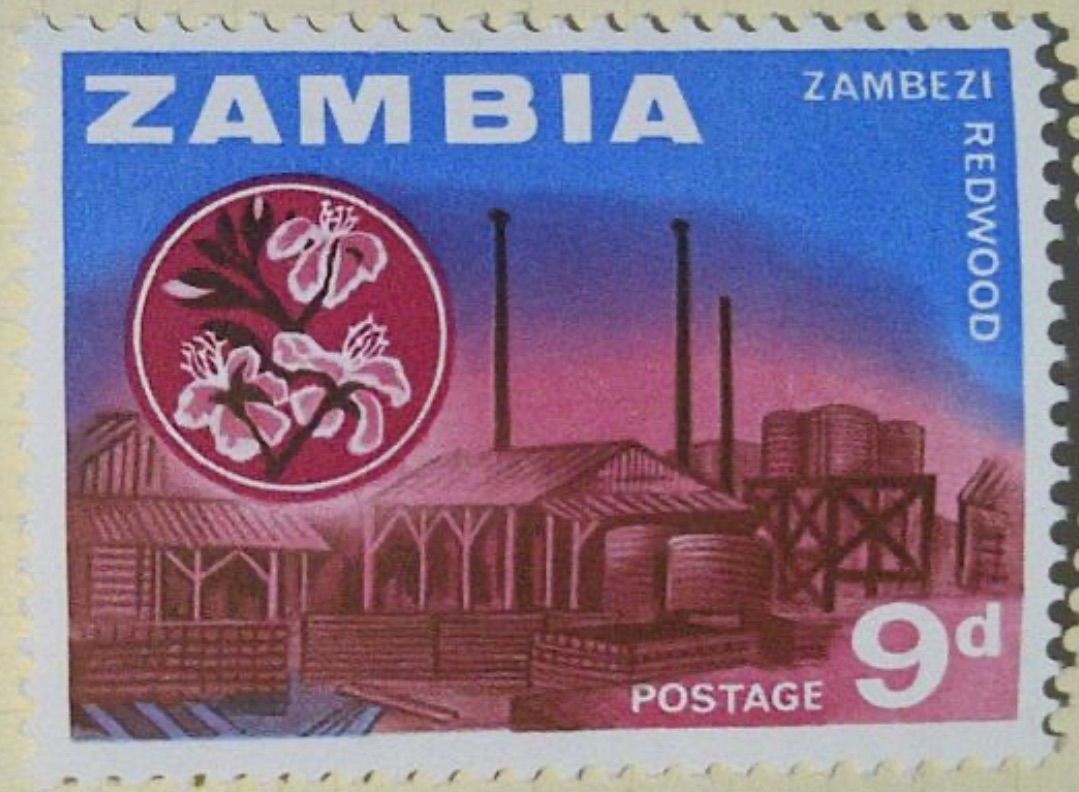 ZAMBIA
ZAMBEZI
REDWOOD
POSTAGE 9d